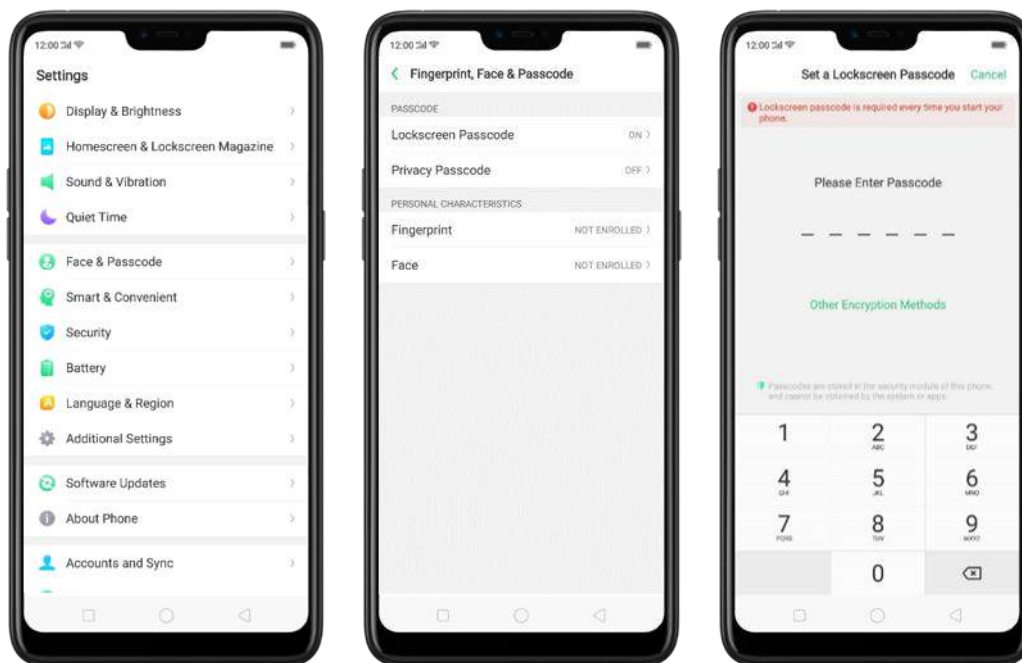 12:00
Settings
Display & Brightness
Homescreen & Lockscreen Magazine
Sound & Vibration
Quiet Time
Face & Passcode
Smart & Convenient
Security
Battery
Language & Region
Additional Settings
Software Updates
About Phone
Accounts and Sync
12:00
Fingerprint, Face & Passcode
PASSCODE
Lockscreen Passcode ON
Privacy Passcode OFF
PERSONAL CHARACTERISTICS
Fingerprint NOT ENROLLED
Face NOT ENROLLED
12:00
Set a Lockscreen Passcode Cancel
Lockscreen passcode is required every time you start your
phone.
Please Enter Passcode
Other Encryption Methods
Passcodes are stored in the security module of this phone,
and cannot be obtained by the system or apps.
1 2 3
ABC DEF
4 5 6
GHI JKL MNO
7 8 9
PQRS TUV WXYZ
0